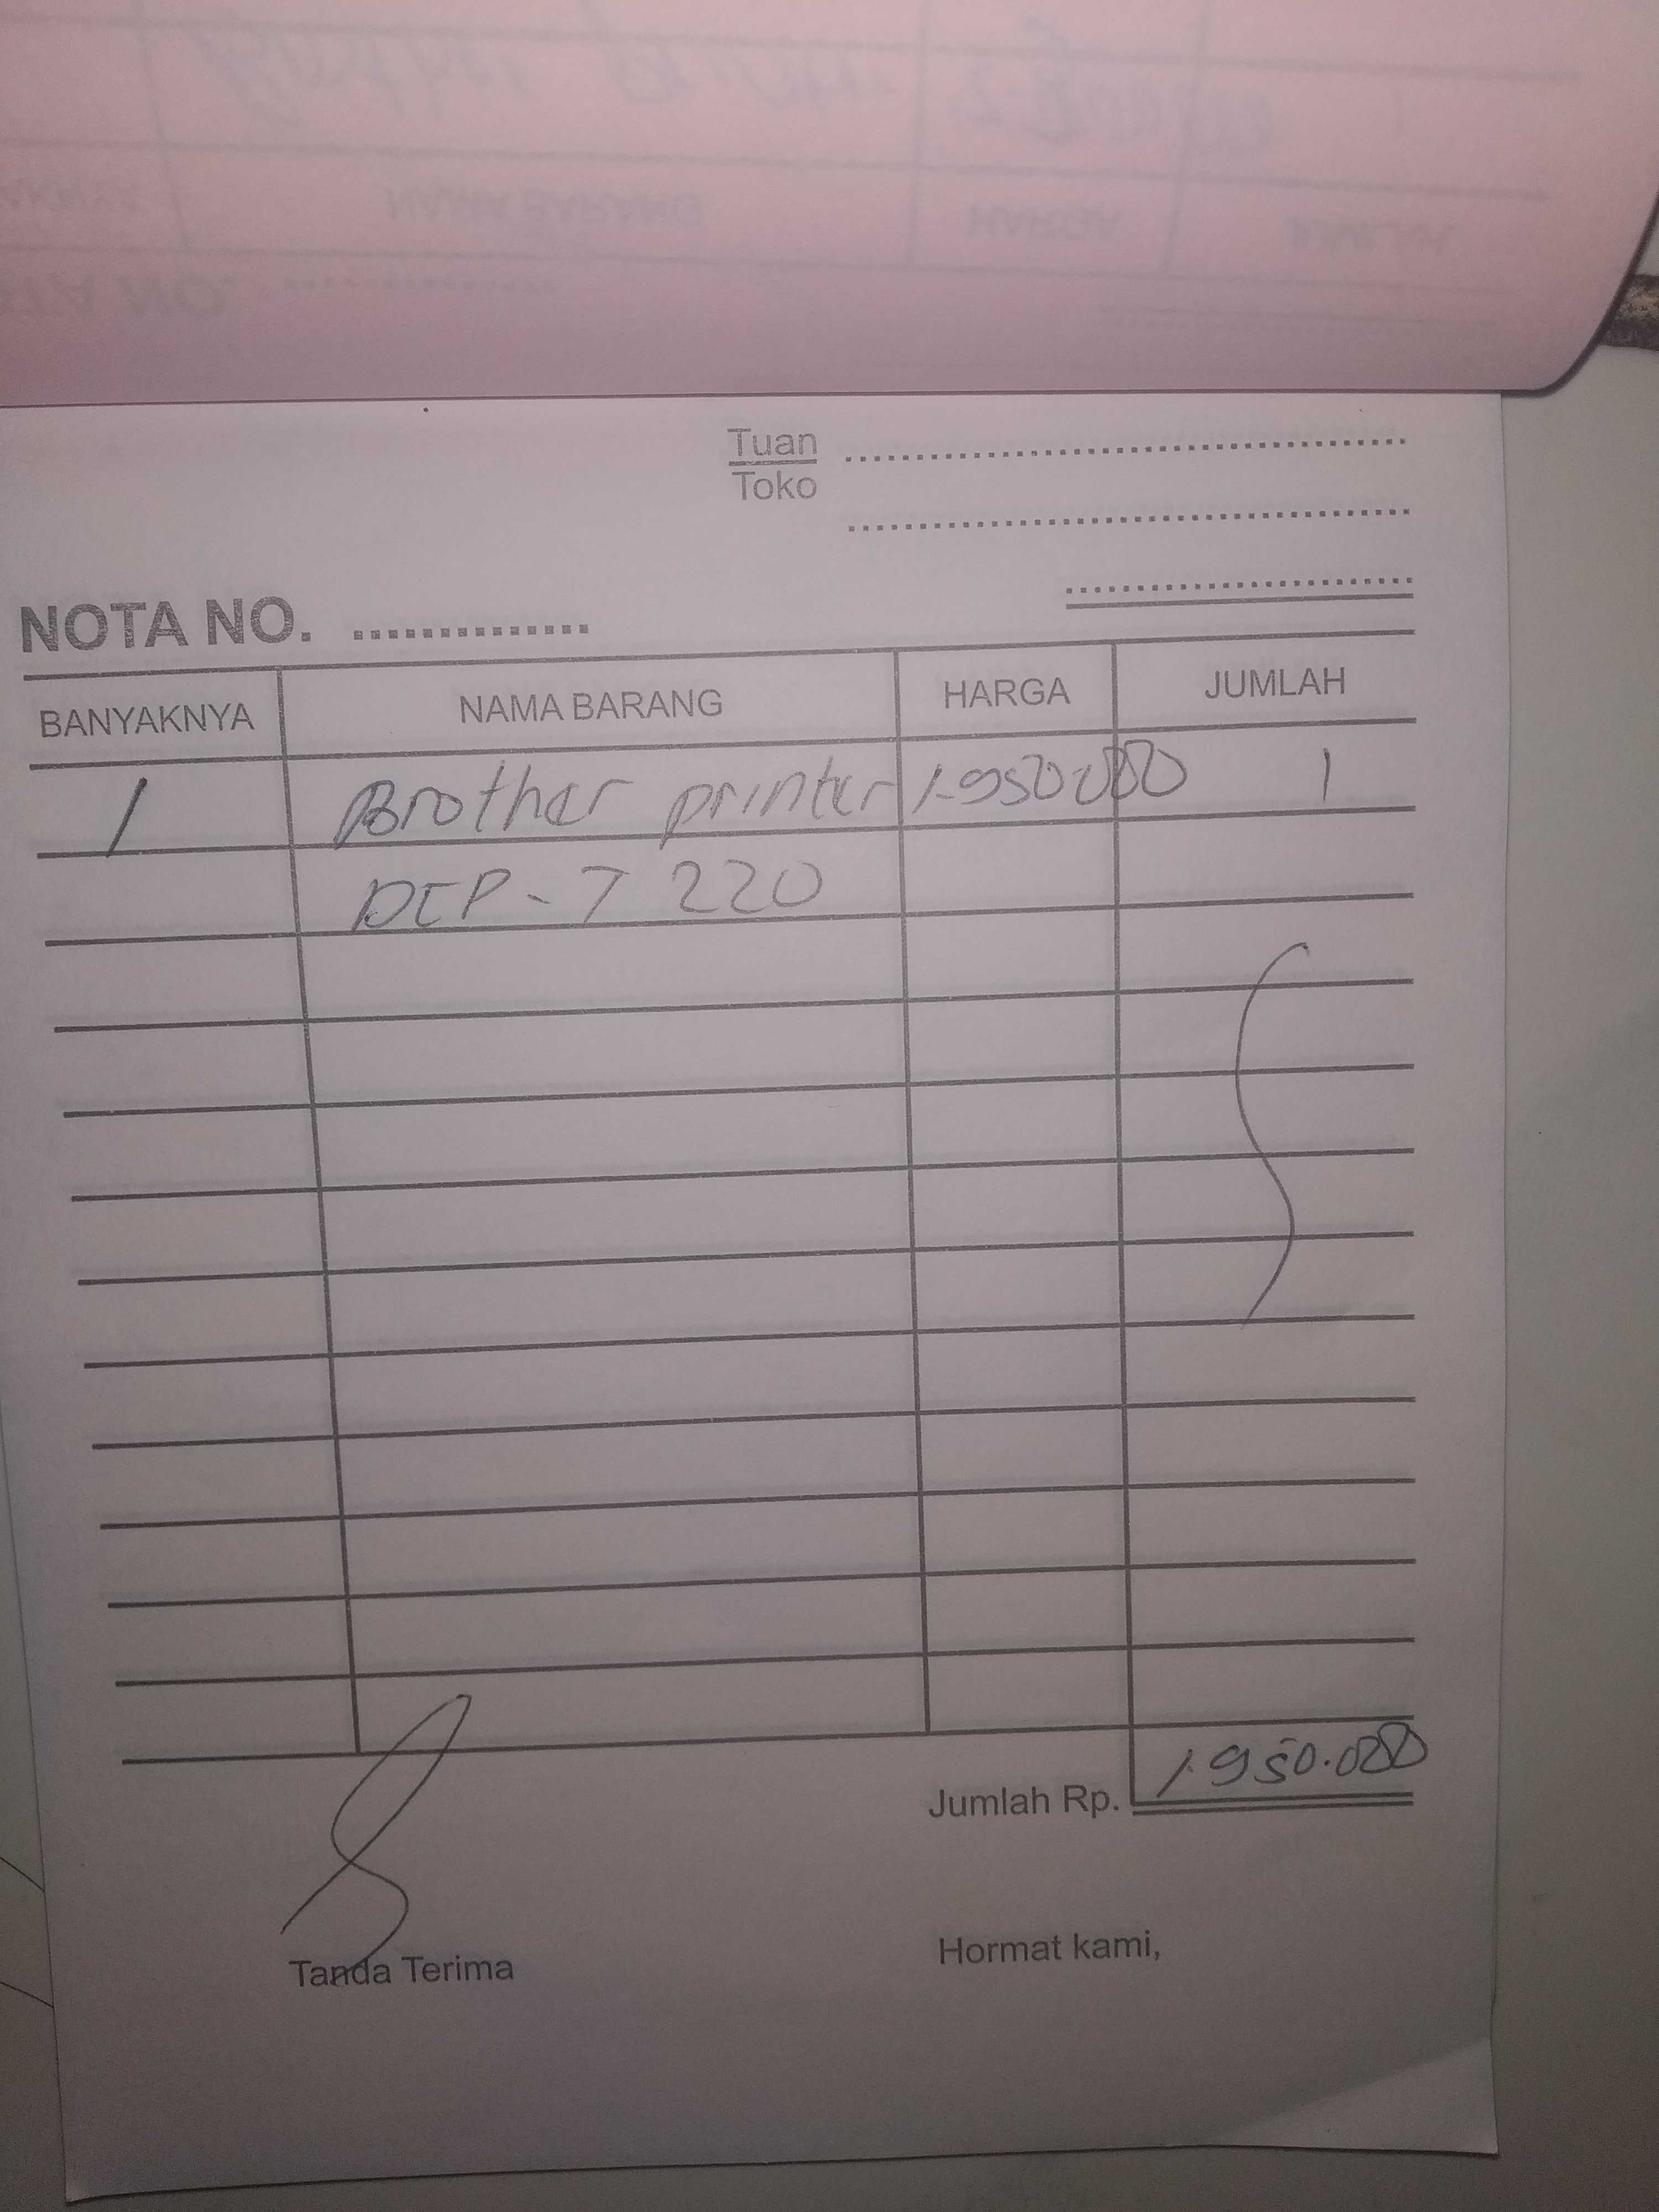 Tuan
Toko
NOTA NO. ...............
BANYAKNYA NAMA BARANG HARGA JUMLAH
1 Brother printer 1.950.000 1
DCP - T 220
Jumlah Rp. 1.950.000
Tanda Terima Hormat kami,